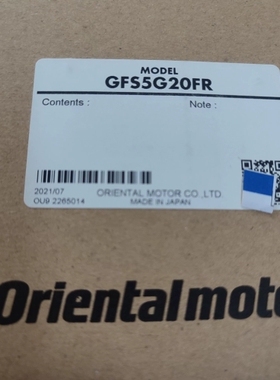 MODEL
GFS5G20FR
Contents :
Note :
2021/07
ORIENTAL MOTOR CO.,LTD.
OU9 2265014
MADE IN JAPAN
Orientalmoto